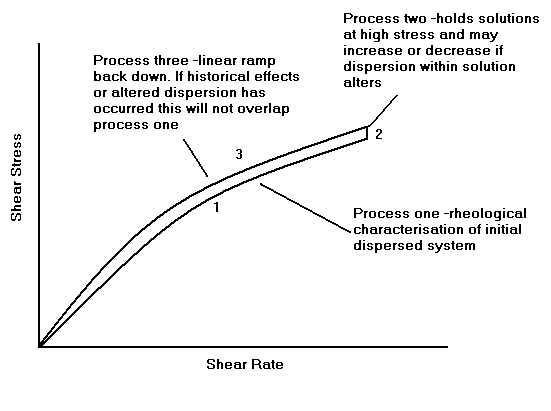 Process two -holds solutions
at high stress and may
increase or decrease if
dispersion within solution
alters
Process three -linear ramp
back down. If historical effects
or altered dispersion has
occurred this will not overlap
process one
2
3
1
Process one -rheological
characterisation of initial
dispersed system
Shear Stress
Shear Rate